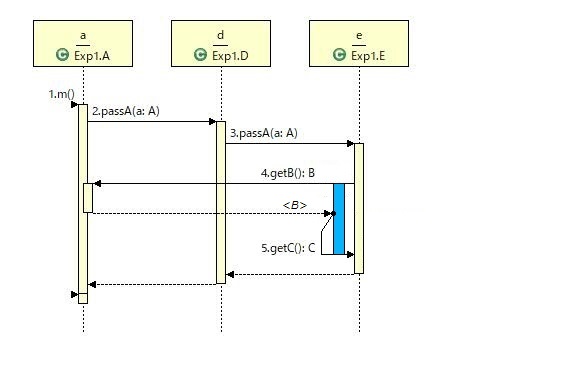 a
Exp1.A
d
Exp1.D
e
Exp1.E
1.m()
2.passA(a: A)
3.passA(a: A)
4.getB(): B
<B>
5.getC(): C